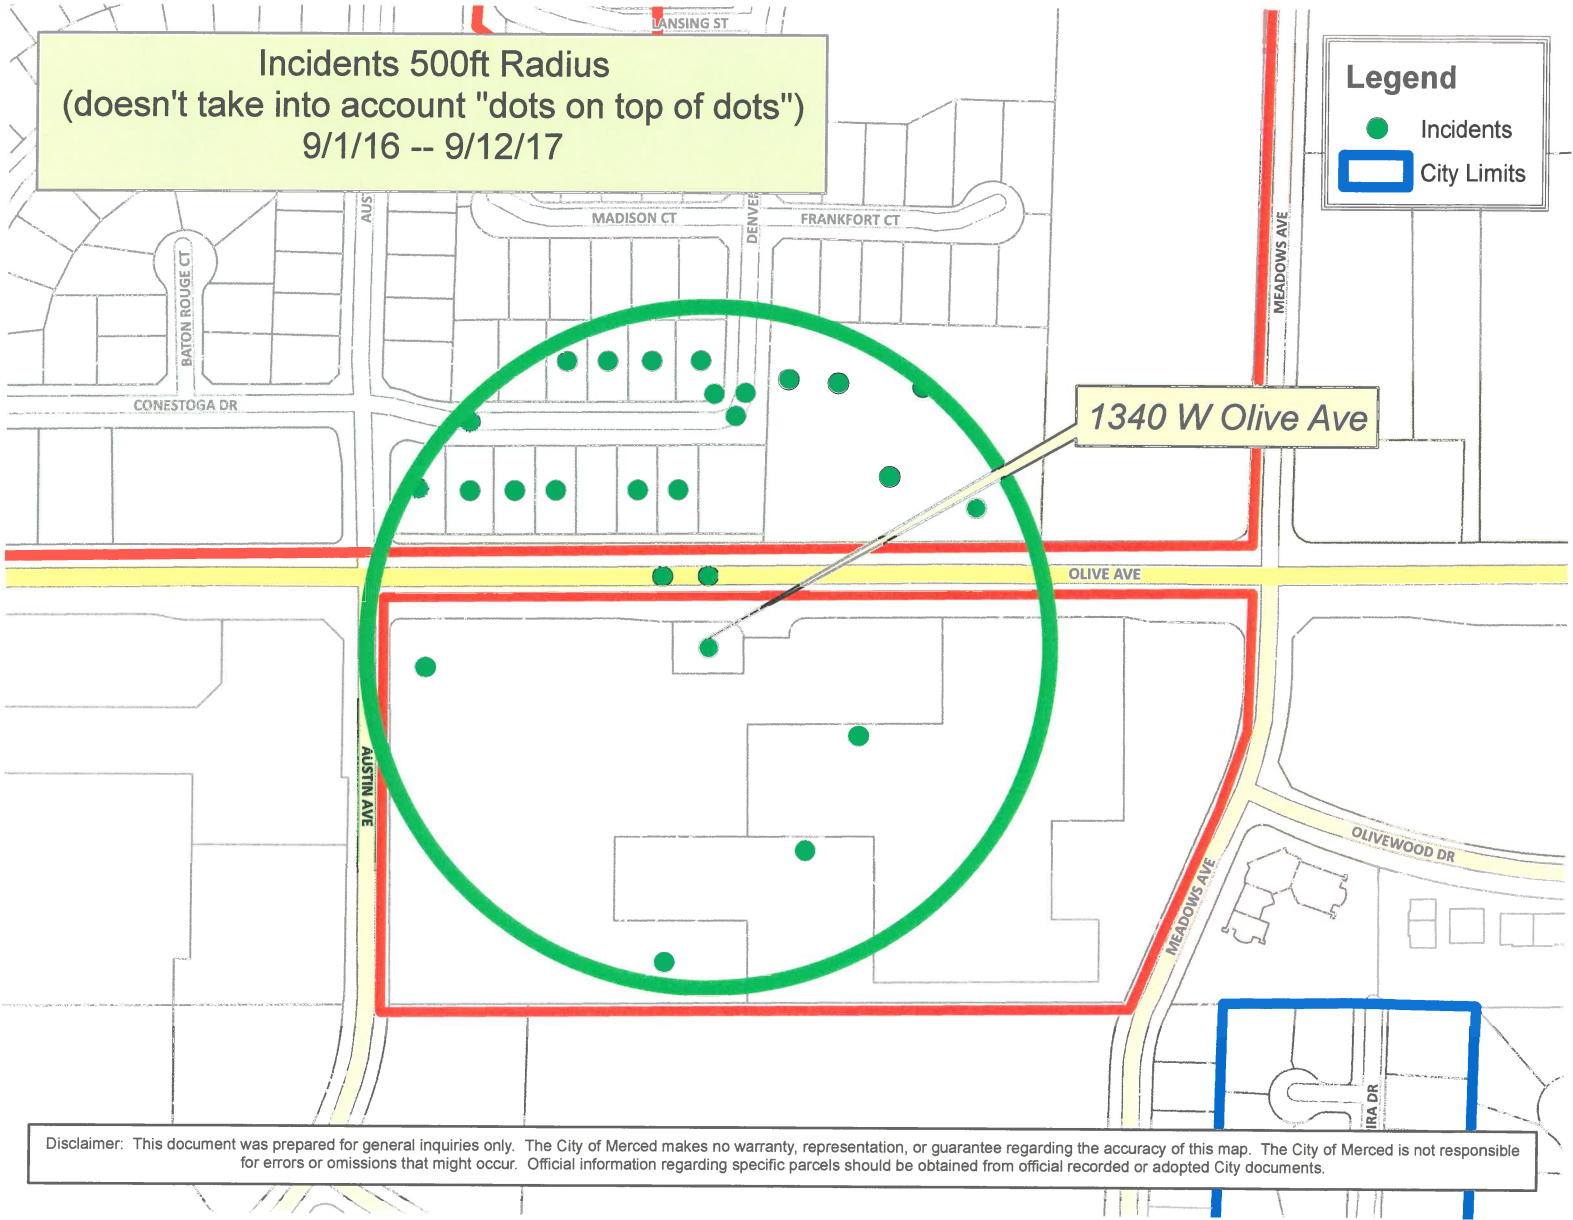 LANSING ST
Incidents 500ft Radius
(doesn't take into account "dots on top of dots")
9/1/16 -- 9/12/17
Legend
Incidents
City Limits
AUS
MADISON CT
DENVER
FRANKFORT CT
MEADOWS AVE
BATON ROUGE CT
CONESTOGA DR
1340 W Olive Ave
OLIVE AVE
AUSTIN AVE
OLIVEWOOD DR
MEADOWS AVE
IRA DR
Disclaimer: This document was prepared for general inquiries only. The City of Merced makes no warranty, representation, or guarantee regarding the accuracy of this map. The City of Merced is not responsible
for errors or omissions that might occur. Official information regarding specific parcels should be obtained from official recorded or adopted City documents.